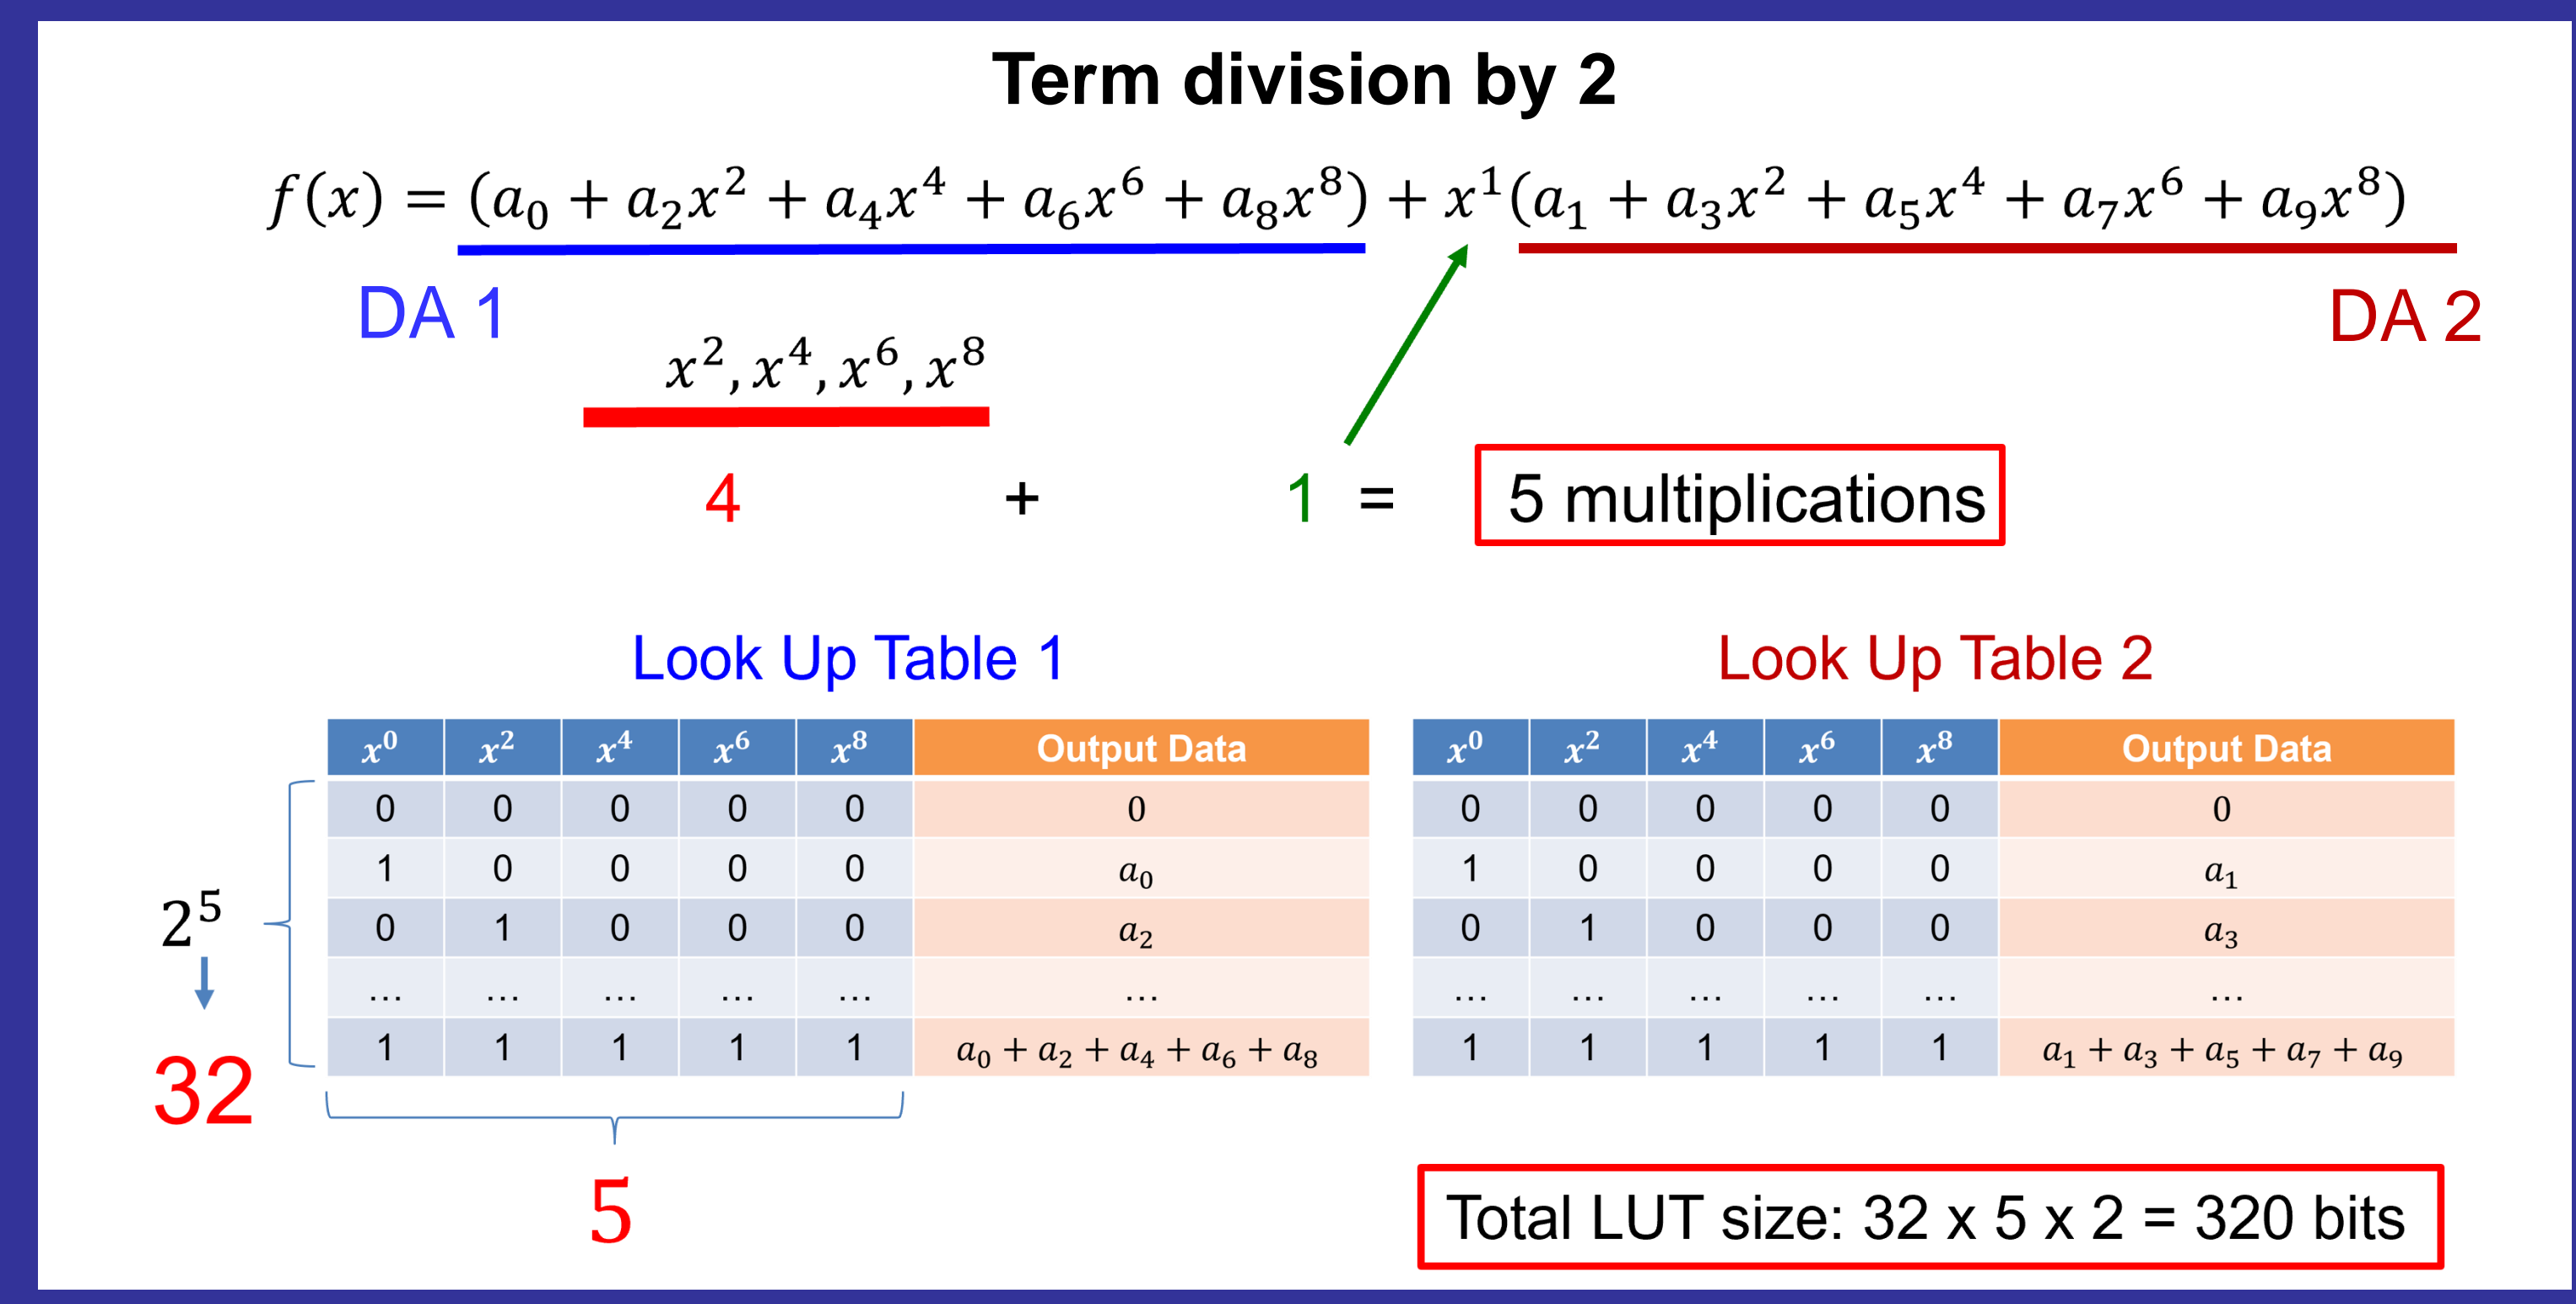 Term division by 2
f(x) = (a₀ + a₂x² + a₄x⁴ + a₆x⁶ + a₈x⁸) + x¹(a₁ + a₃x² + a₅x⁴ + a₇x⁶ + a₉x⁸)
DA 1
DA 2
x², x⁴, x⁶, x⁸
4 + 1 = 5 multiplications
Look Up Table 1
x⁰ x² x⁴ x⁶ x⁸ Output Data
0 0 0 0 0 0
1 0 0 0 0 a₀
0 1 0 0 0 a₂
... ... ... ... ... ...
1 1 1 1 1 a₀ + a₂ + a₄ + a₆ + a₈
2⁵
32
5
Look Up Table 2
x⁰ x² x⁴ x⁶ x⁸ Output Data
0 0 0 0 0 0
1 0 0 0 0 a₁
0 1 0 0 0 a₃
... ... ... ... ... ...
1 1 1 1 1 a₁ + a₃ + a₅ + a₇ + a₉
Total LUT size: 32 x 5 x 2 = 320 bits